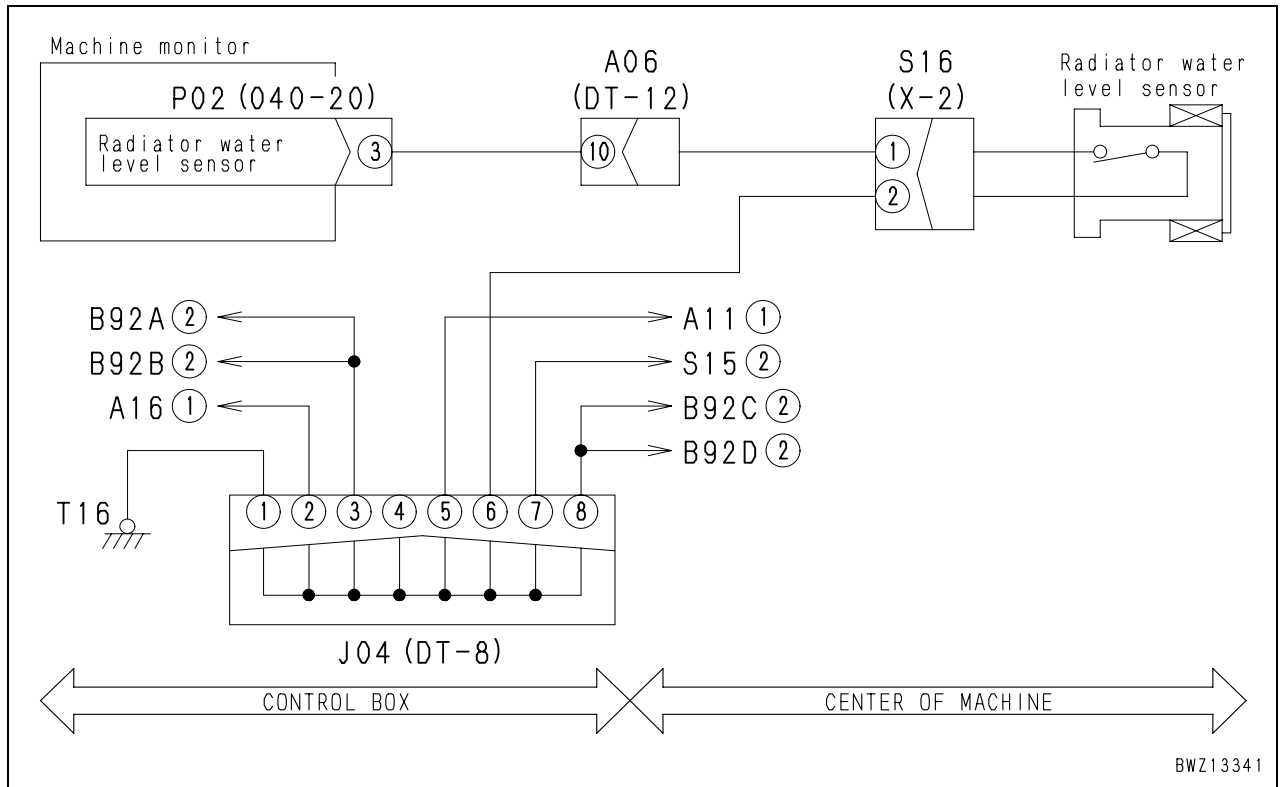 Machine monitor
P02 (040-20)
Radiator water
level sensor
3
A06
(DT-12)
10
S16
(X-2)
1
2
Radiator water
level sensor
B92A 2
B92B 2
A16 1
A11 1
S15 2
B92C 2
B92D 2
T16
1 2 3 4 5 6 7 8
J04 (DT-8)
CONTROL BOX
CENTER OF MACHINE
BWZ13341